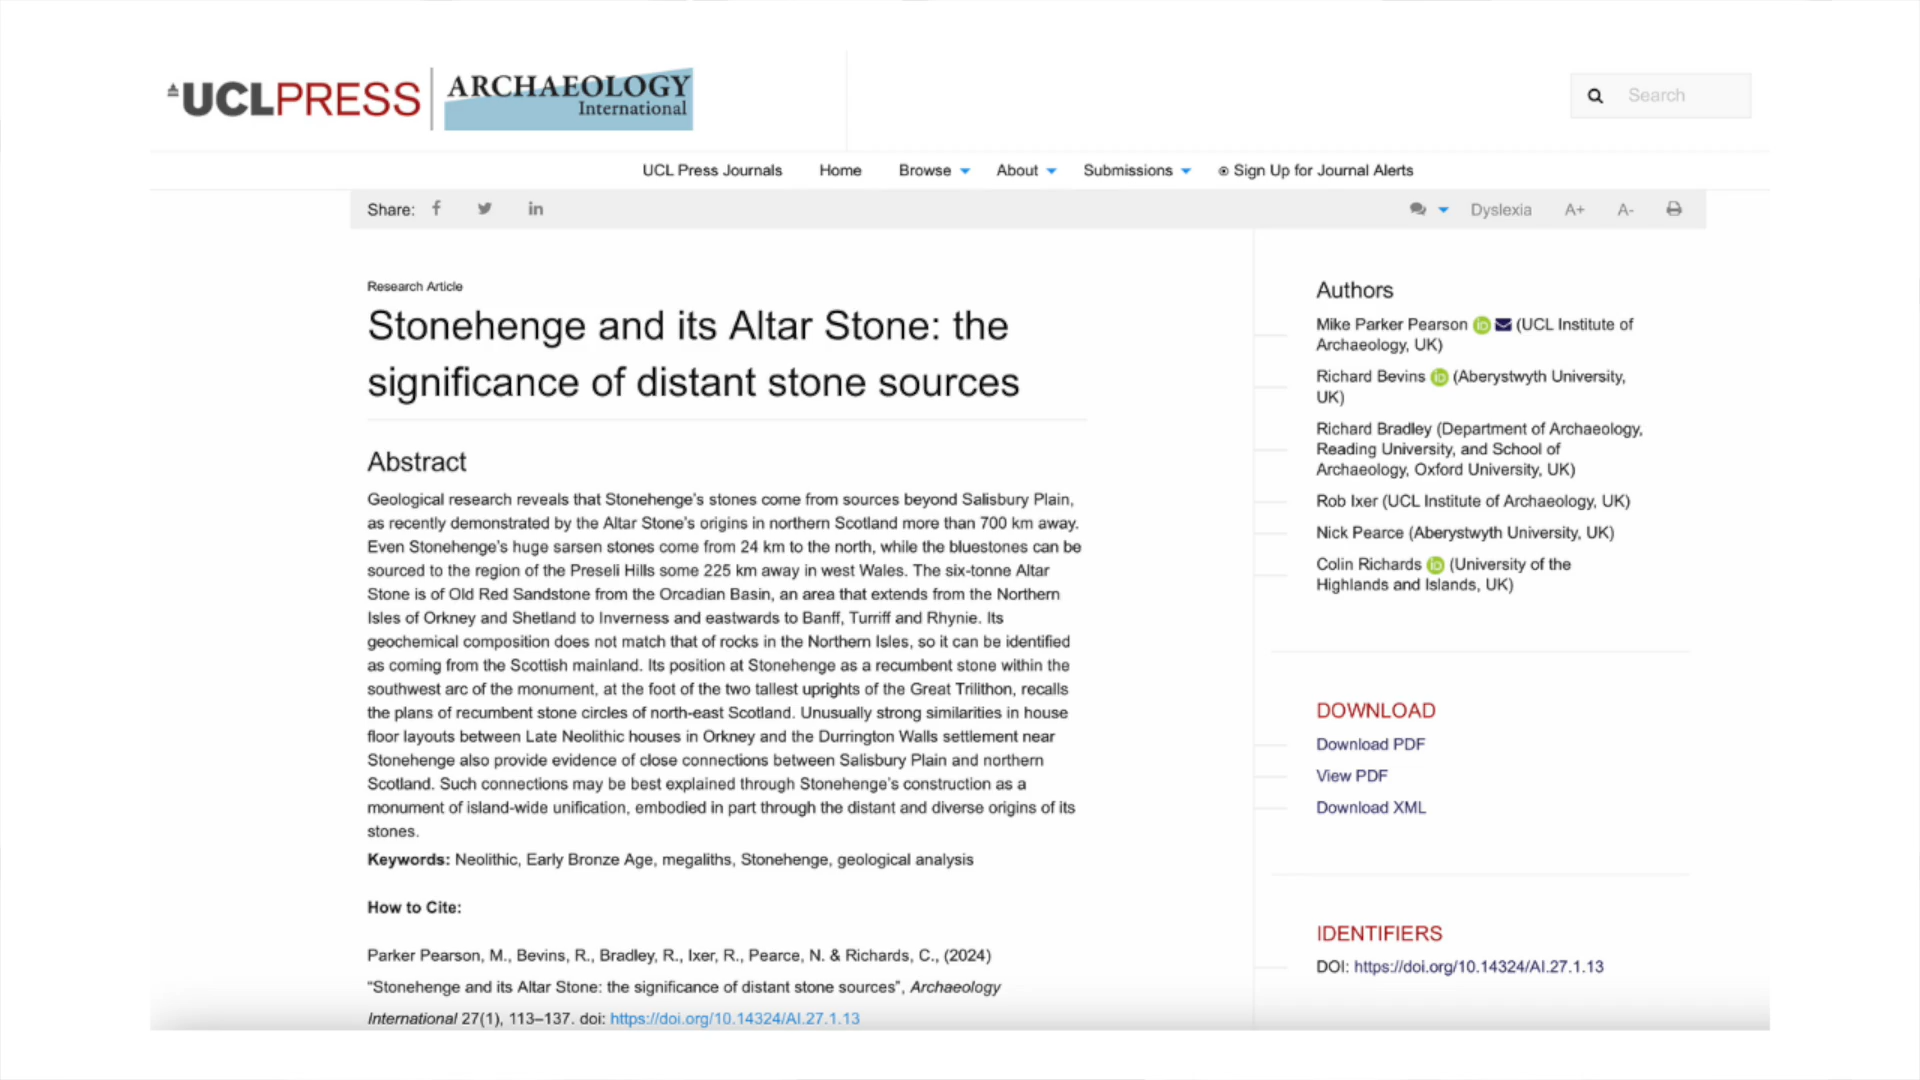 UCLPRESS
ARCHAEOLOGY
International
Search
UCL Press Journals Home Browse About Submissions Sign Up for Journal Alerts
Share:
Dyslexia A+ A-
Research Article
Stonehenge and its Altar Stone: the
significance of distant stone sources
Abstract
Geological research reveals that Stonehenge's stones come from sources beyond Salisbury Plain,
as recently demonstrated by the Altar Stone's origins in northern Scotland more than 700 km away.
Even Stonehenge's huge sarsen stones come from 24 km to the north, while the bluestones can be
sourced to the region of the Preseli Hills some 225 km away in west Wales. The six-tonne Altar
Stone is of Old Red Sandstone from the Orcadian Basin, an area that extends from the Northern
Isles of Orkney and Shetland to Inverness and eastwards to Banff, Turriff and Rhynie. Its
geochemical composition does not match that of rocks in the Northern Isles, so it can be identified
as coming from the Scottish mainland. Its position at Stonehenge as a recumbent stone within the
southwest arc of the monument, at the foot of the two tallest uprights of the Great Trilithon, recalls
the plans of recumbent stone circles of north-east Scotland. Unusually strong similarities in house
floor layouts between Late Neolithic houses in Orkney and the Durrington Walls settlement near
Stonehenge also provide evidence of close connections between Salisbury Plain and northern
Scotland. Such connections may be best explained through Stonehenge's construction as a
monument of island-wide unification, embodied in part through the distant and diverse origins of its
stones.
Keywords: Neolithic, Early Bronze Age, megaliths, Stonehenge, geological analysis
How to Cite:
Parker Pearson, M., Bevins, R., Bradley, R., Ixer, R., Pearce, N. & Richards, C., (2024)
“Stonehenge and its Altar Stone: the significance of distant stone sources”, Archaeology
International 27(1), 113–137. doi: https://doi.org/10.14324/AI.27.1.13
Authors
Mike Parker Pearson iD (UCL Institute of
Archaeology, UK)
Richard Bevins iD (Aberystwyth University,
UK)
Richard Bradley (Department of Archaeology,
Reading University, and School of
Archaeology, Oxford University, UK)
Rob Ixer (UCL Institute of Archaeology, UK)
Nick Pearce (Aberystwyth University, UK)
Colin Richards iD (University of the
Highlands and Islands, UK)
DOWNLOAD
Download PDF
View PDF
Download XML
IDENTIFIERS
DOI: https://doi.org/10.14324/AI.27.1.13